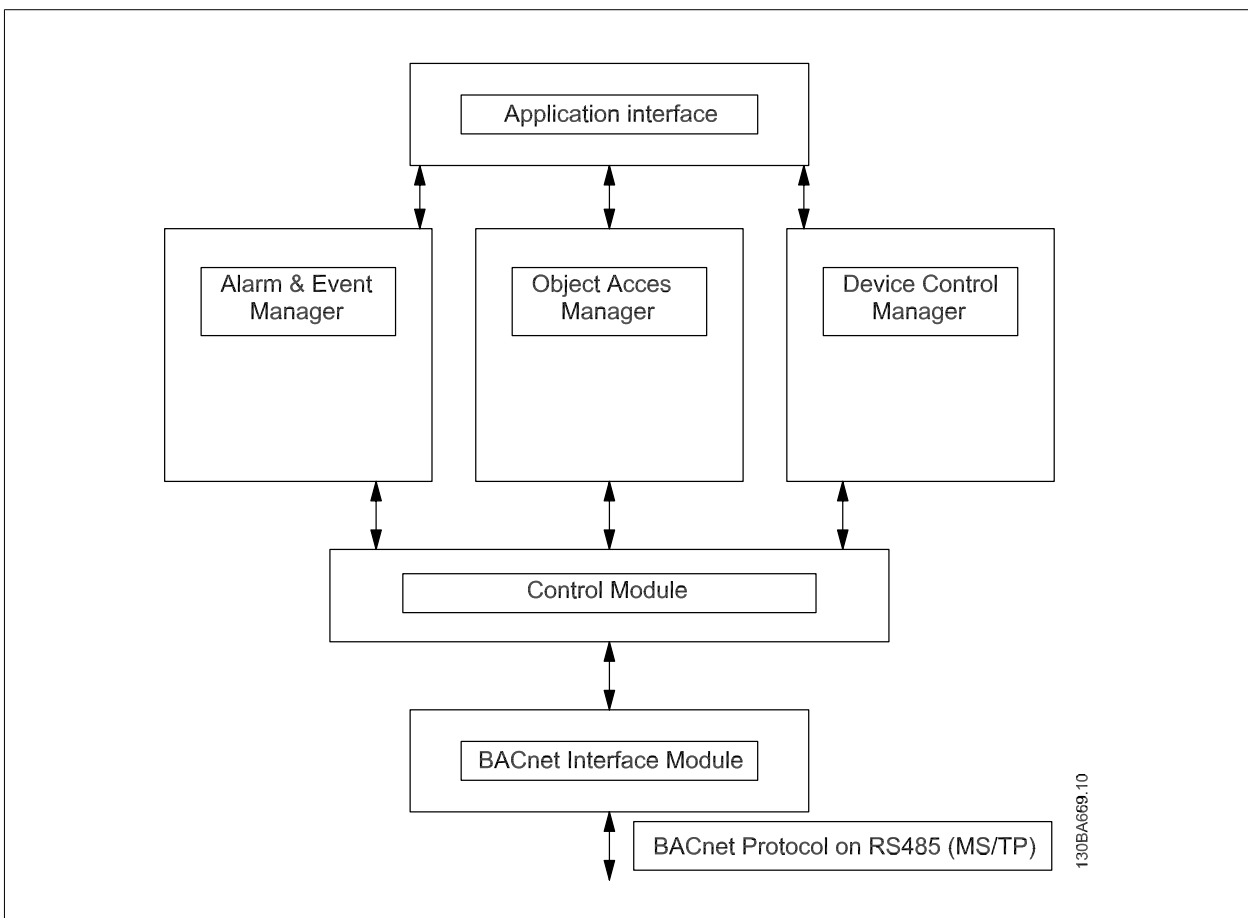 Application interface
Alarm & Event
Manager
Object Acces
Manager
Device Control
Manager
Control Module
BACnet Interface Module
BACnet Protocol on RS485 (MS/TP)
130BA669.10